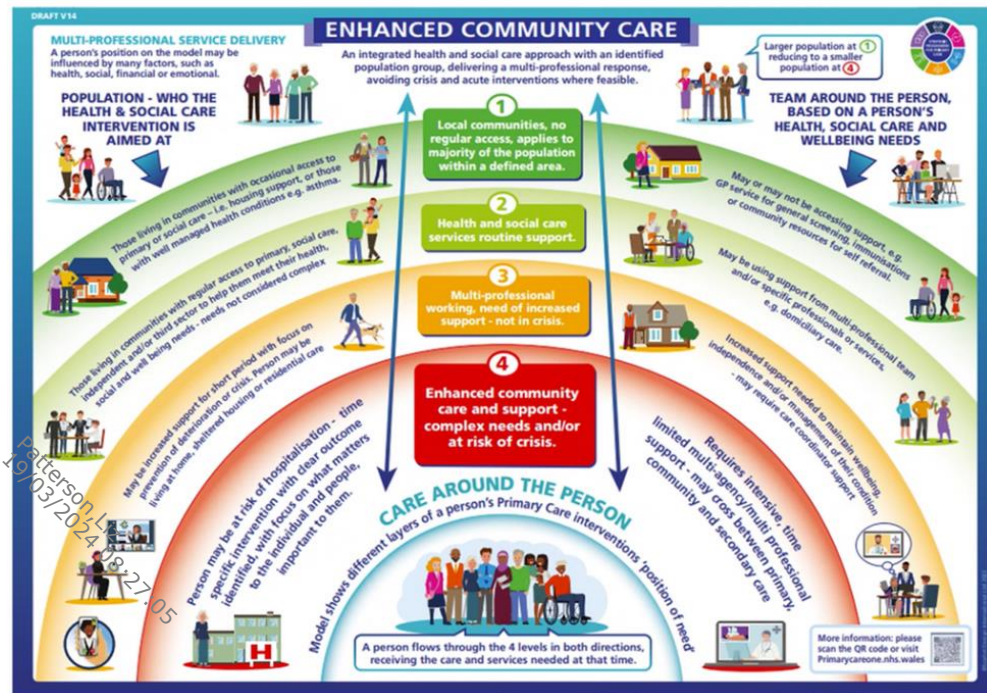 DRAFT V14
ENHANCED COMMUNITY CARE
An integrated health and social care approach with an identified
population group, delivering a multi-professional response,
avoiding crisis and acute interventions where feasible.
MULTI-PROFESSIONAL SERVICE DELIVERY
A person's position on the model may be
influenced by many factors, such as
health, social, financial or emotional.
POPULATION - WHO THE
HEALTH & SOCIAL CARE
INTERVENTION IS
AIMED AT
Larger population at 1
reducing to a smaller
population at 4
TEAM AROUND THE PERSON,
BASED ON A PERSON'S
HEALTH, SOCIAL CARE AND
WELLBEING NEEDS
1
Local communities, no
regular access, applies to
majority of the population
within a defined area.
Those living in communities with occasional access to
primary or social care – i.e. housing support, or those
with well managed health conditions e.g. asthma.
May or may not be accessing support, e.g.
GP service for general screening, immunisations
or community resources for self referral.
2
Health and social care
services routine support.
Those living in communities with regular access to primary, social care,
independent and/or third sector to help them meet their health,
social and well being needs - needs not considered complex
May be using support from multi-professional team
and/or specific professionals or services,
e.g. domiciliary care.
3
Multi-professional
working, need of increased
support - not in crisis.
May be increased support for short period with focus on
prevention of deterioration or crisis. Person may be
living at home, sheltered housing or residential care
Increased support needed to maintain wellbeing,
independence and/or management of their condition
- may require care coordinator support
4
Enhanced community
care and support -
complex needs and/or
at risk of crisis.
Person may be at risk of hospitalisation - time
specific intervention with clear outcome
identified, with focus on what matters
to the individual and people,
important to them.
Requires intensive, time
limited multi-agency/multi professional
support - may cross between primary,
community and secondary care
CARE AROUND THE PERSON
Model shows different layers of a person's Primary Care interventions 'position of need'
A person flows through the 4 levels in both directions,
receiving the care and services needed at that time.
H
More information: please
scan the QR code or visit
Primarycareone.nhs.wales
19/03/2024